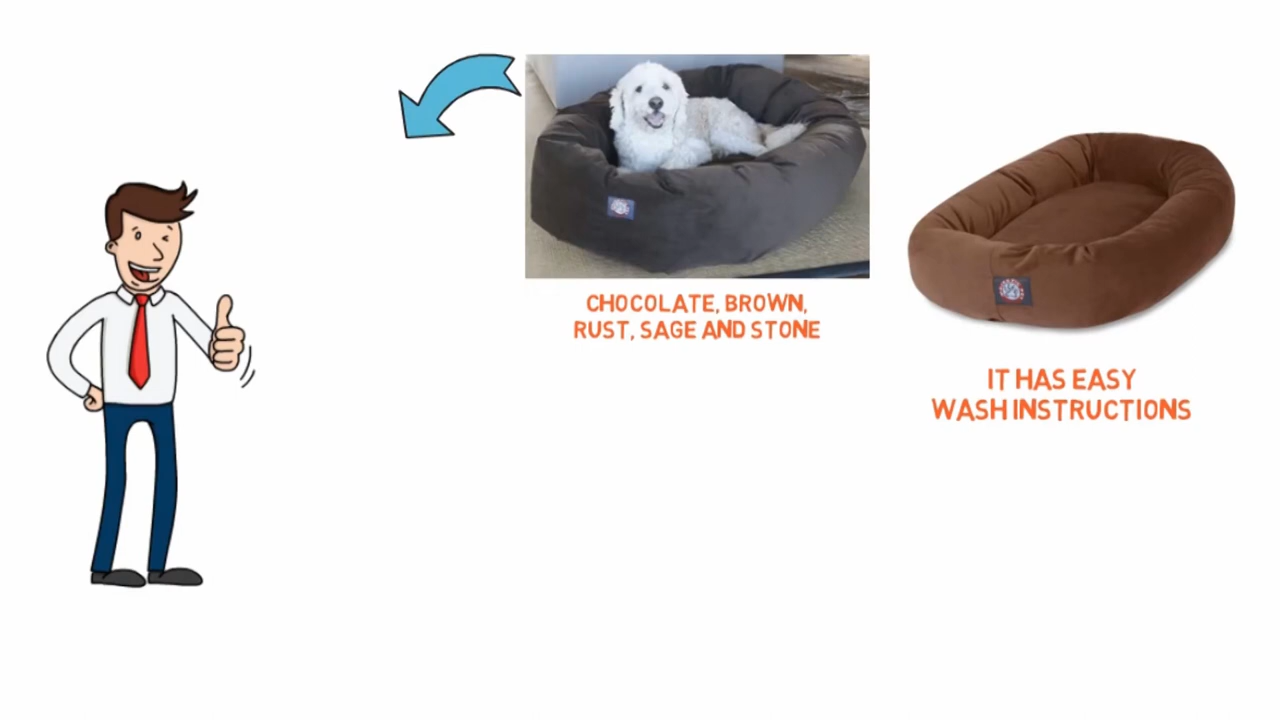 CHOCOLATE, BROWN,
RUST, SAGE AND STONE
IT HAS EASY
WASH INSTRUCTIONS